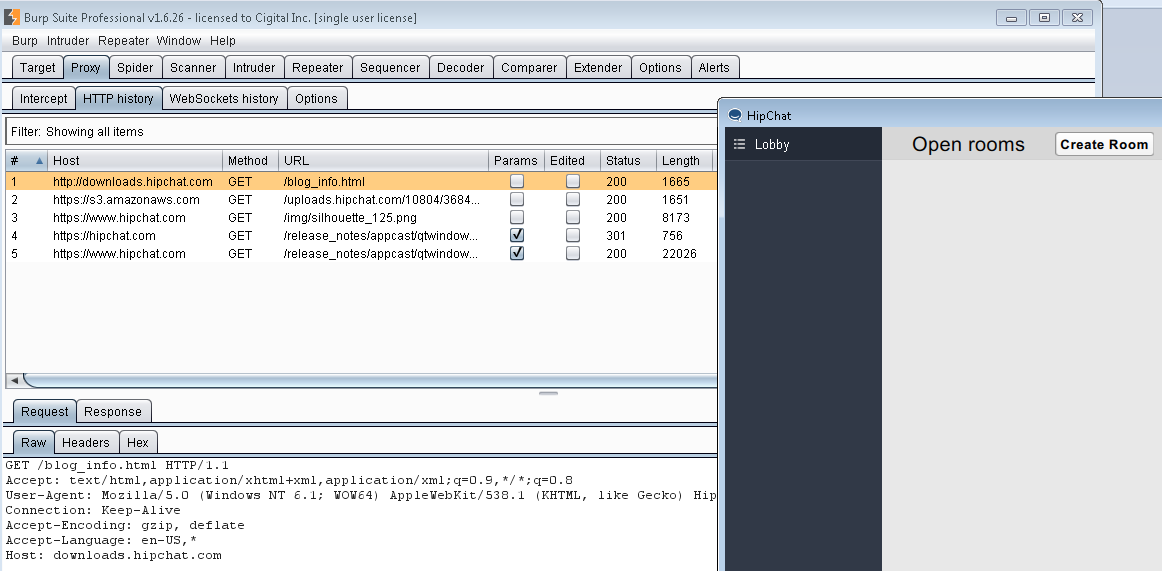 Burp Suite Professional v1.6.26 - licensed to Cigital Inc. [single user license]
Burp Intruder Repeater Window Help
Target Proxy Spider Scanner Intruder Repeater Sequencer Decoder Comparer Extender Options Alerts
Intercept HTTP history WebSockets history Options
Filter: Showing all items
# Host Method URL Params Edited Status Length
1 http://downloads.hipchat.com GET /blog_info.html 200 1665
2 https://s3.amazonaws.com GET /uploads.hipchat.com/10804/3684... 200 1651
3 https://www.hipchat.com GET /img/silhouette_125.png 200 8173
4 https://hipchat.com GET /release_notes/appcast/qtwindow... 301 756
5 https://www.hipchat.com GET /release_notes/appcast/qtwindow... 200 22026
Request Response
Raw Headers Hex
GET /blog_info.html HTTP/1.1
Accept: text/html,application/xhtml+xml,application/xml;q=0.9,*/*;q=0.8
User-Agent: Mozilla/5.0 (Windows NT 6.1; WOW64) AppleWebKit/538.1 (KHTML, like Gecko) Hip
Connection: Keep-Alive
Accept-Encoding: gzip, deflate
Accept-Language: en-US,*
Host: downloads.hipchat.com
HipChat
Lobby
Open rooms
Create Room